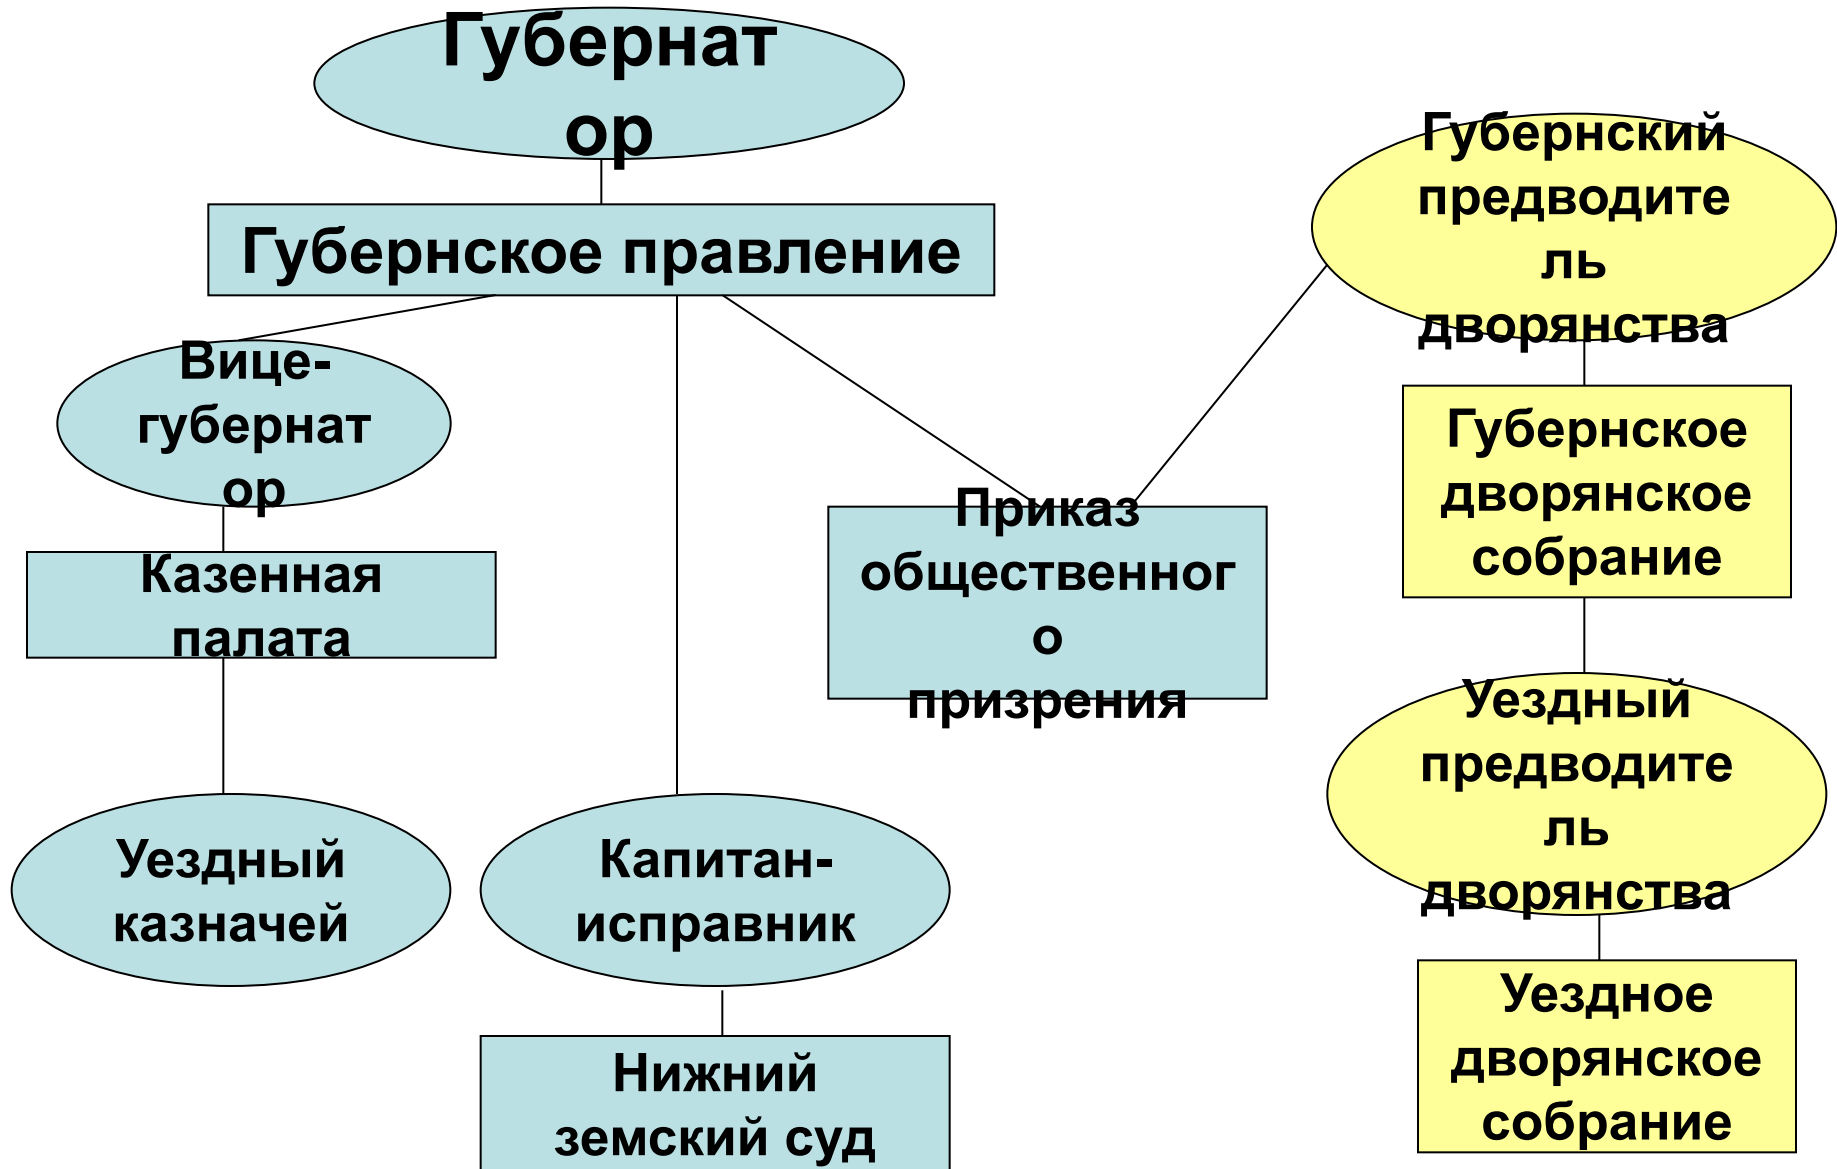 Губернат
ор
Губернское правление
Вице-
губернат
ор
Казенная
палата
Уездный
казначей
Капитан-
исправник
Нижний
земский суд
Приказ
общественног
о
призрения
Губернский
предводите
ль
дворянства
Губернское
дворянское
собрание
Уездный
предводите
ль
дворянства
Уездное
дворянское
собрание